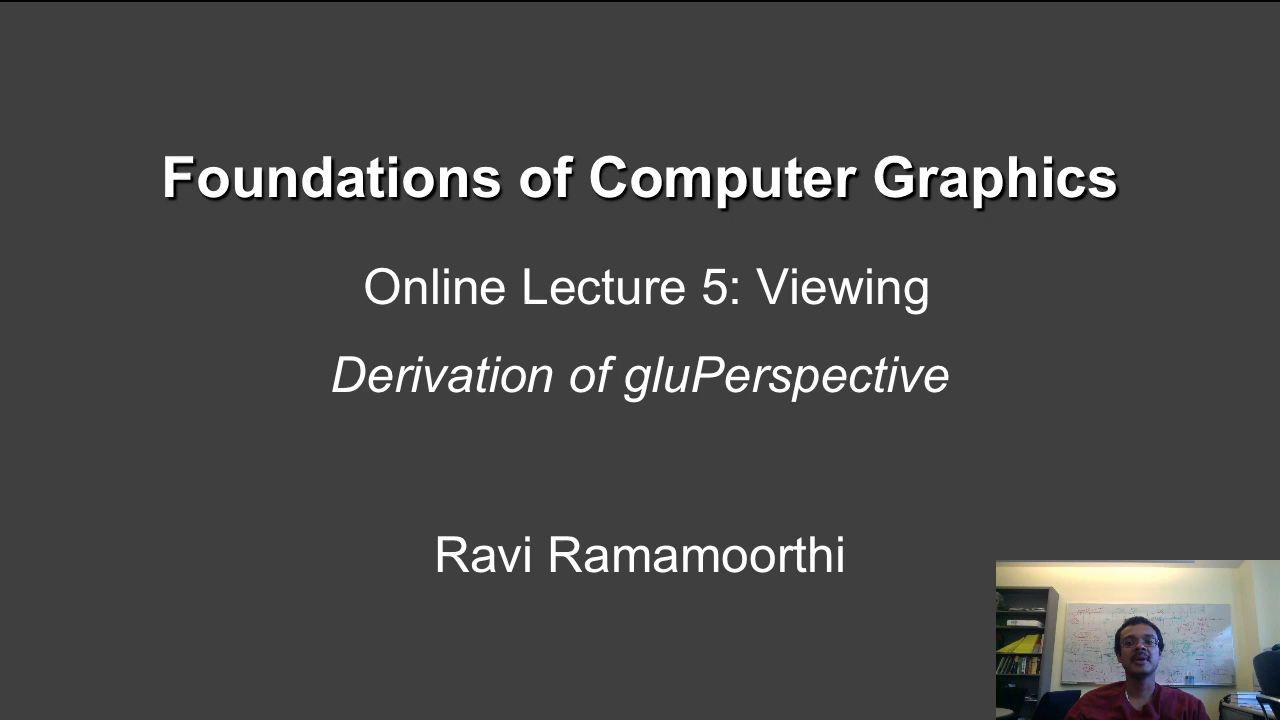 Foundations of Computer Graphics
Online Lecture 5: Viewing
Derivation of gluPerspective
Ravi Ramamoorthi